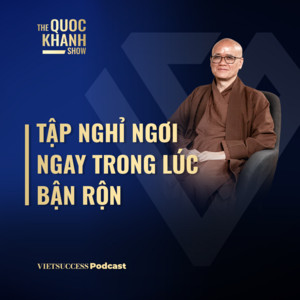 THE QUOC
KHANH
SHOW
TẬP NGHỈ NGƠI
NGAY TRONG LÚC
BẬN RỘN
VIETSUCCESS Podcast